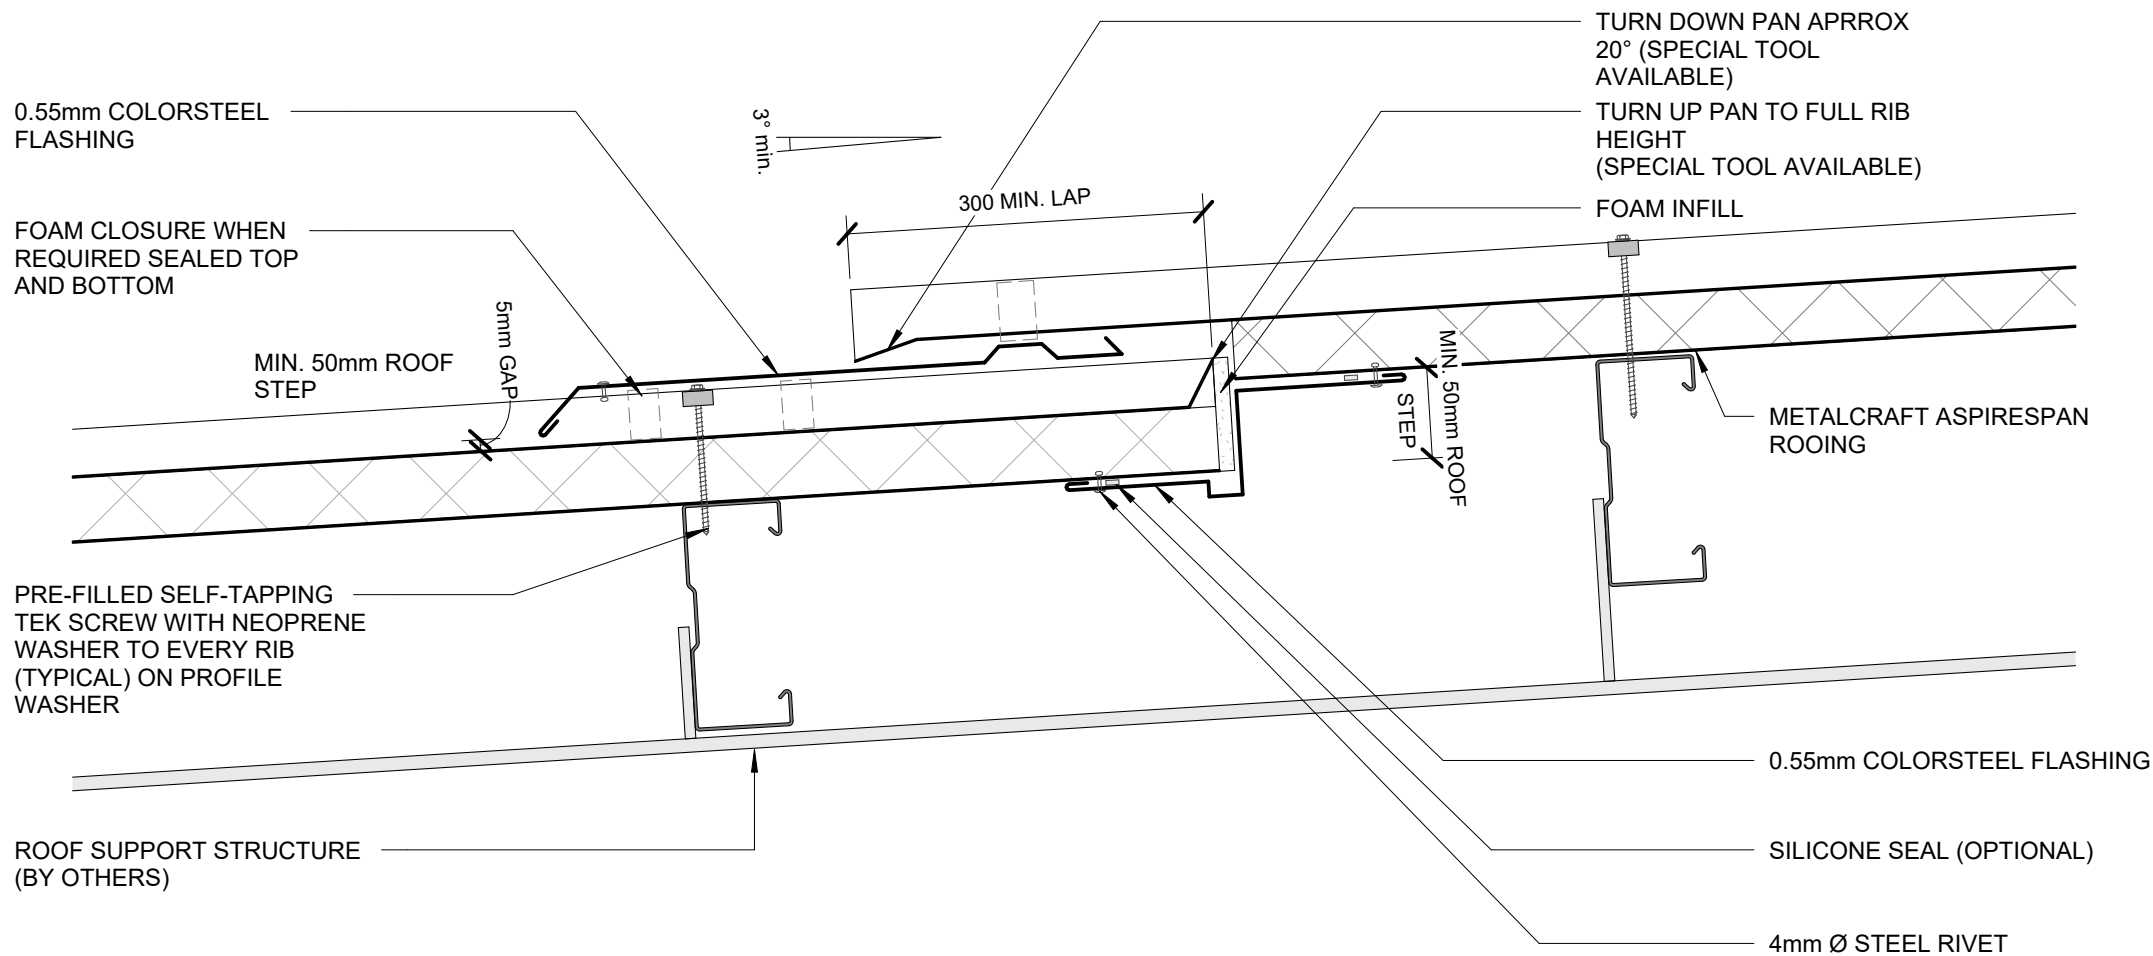 TURN DOWN PAN APRROX
20° (SPECIAL TOOL
AVAILABLE)
0.55mm COLORSTEEL
FLASHING
3° min.
TURN UP PAN TO FULL RIB
HEIGHT
(SPECIAL TOOL AVAILABLE)
300 MIN. LAP
FOAM INFILL
FOAM CLOSURE WHEN
REQUIRED SEALED TOP
AND BOTTOM
5mm GAP
MIN. 50mm ROOF
STEP
MIN. 50mm ROOF
STEP
METALCRAFT ASPIRESPAN
ROOING
PRE-FILLED SELF-TAPPING
TEK SCREW WITH NEOPRENE
WASHER TO EVERY RIB
(TYPICAL) ON PROFILE
WASHER
0.55mm COLORSTEEL FLASHING
ROOF SUPPORT STRUCTURE
(BY OTHERS)
SILICONE SEAL (OPTIONAL)
4mm Ø STEEL RIVET